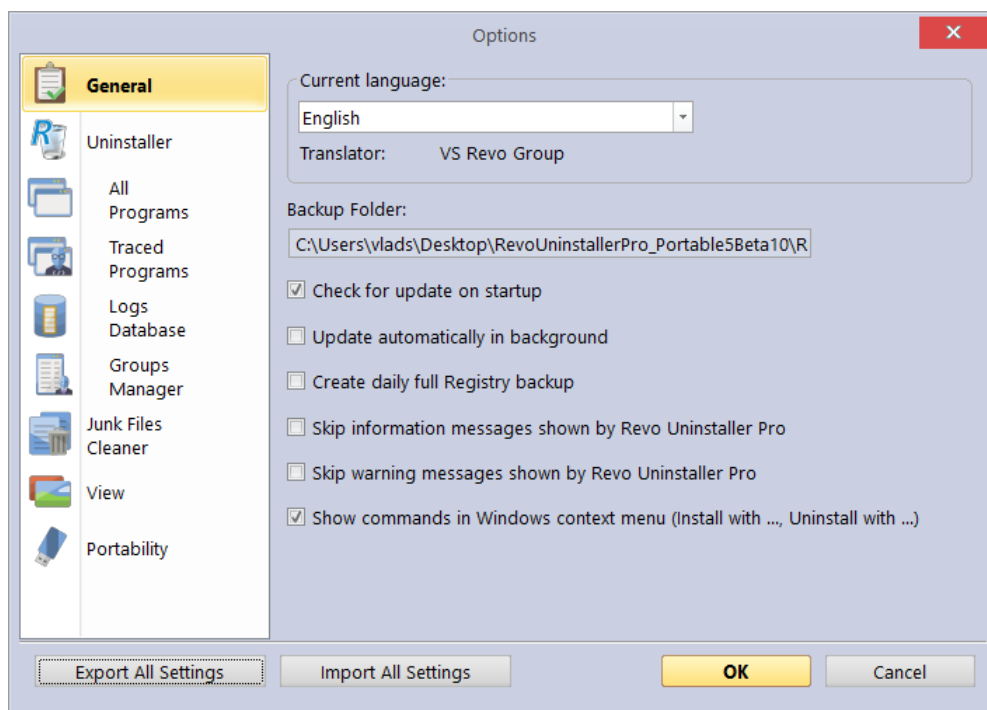 Options
General
Uninstaller
All
Programs
Traced
Programs
Logs
Database
Groups
Manager
Junk Files
Cleaner
View
Portability
Current language:
English
Translator: VS Revo Group
Backup Folder:
C:\Users\vlads\Desktop\RevoUninstallerPro_Portable5Beta10\R
Check for update on startup
Update automatically in background
Create daily full Registry backup
Skip information messages shown by Revo Uninstaller Pro
Skip warning messages shown by Revo Uninstaller Pro
Show commands in Windows context menu (Install with ..., Uninstall with ...)
Export All Settings
Import All Settings
OK
Cancel